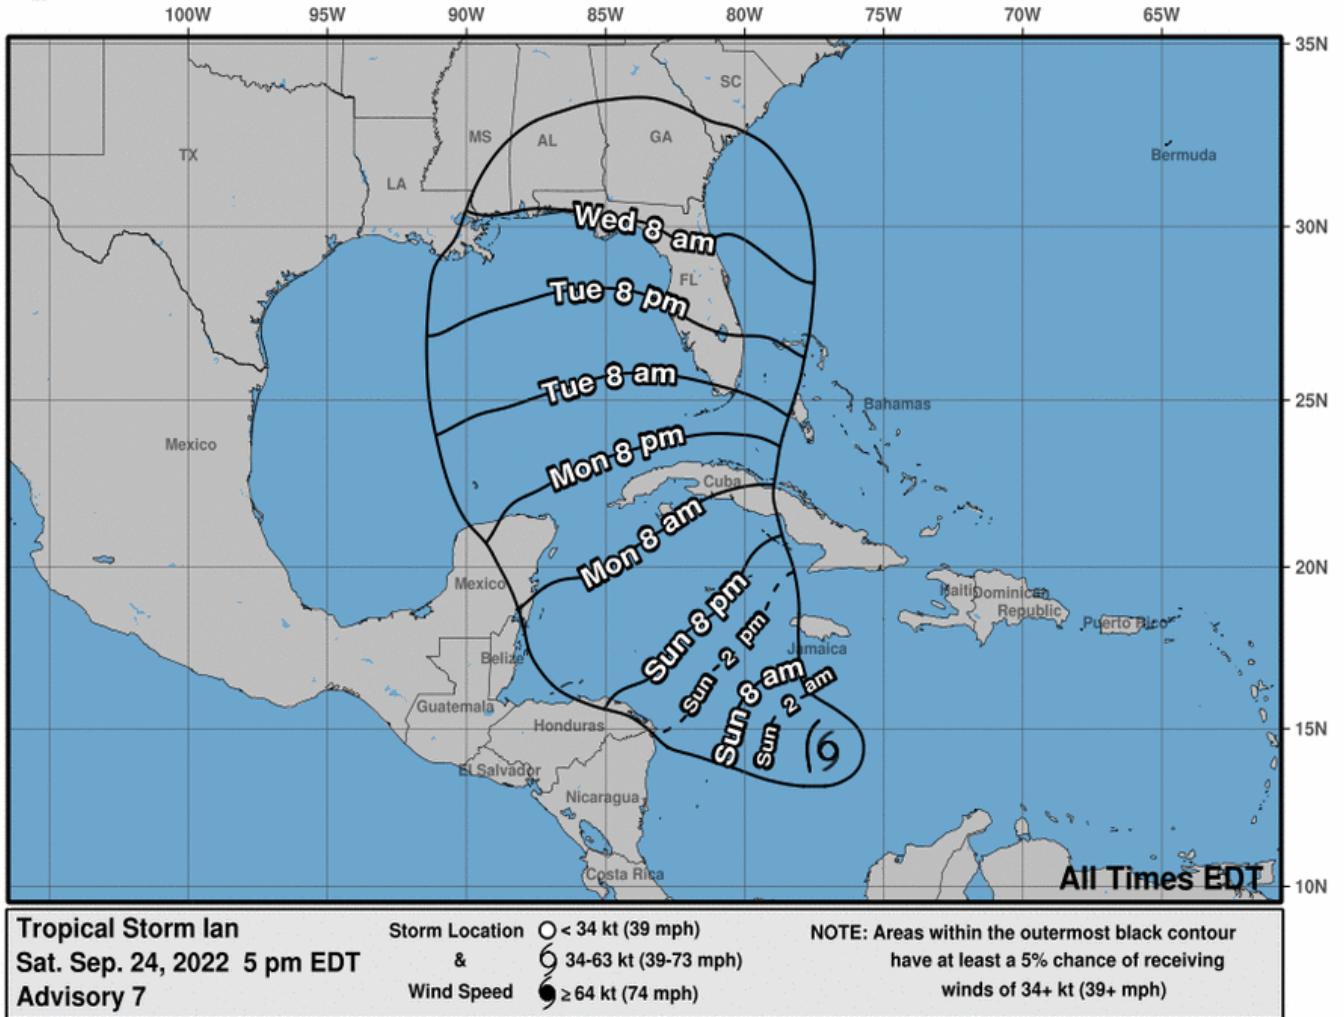 100W 95W 90W 85W 80W 75W 70W 65W
35N
SC
MS AL GA
TX
Bermuda
LA
Wed 8 am
30N
FL
Tue 8 pm
Tue 8 am
25N
Bahamas
Mexico
Mon 8 pm
Cuba
Mon 8 am
20N
Mexico
Sun 8 pm
Haiti
Dominican
Republic
Puerto Rico
Sun 2 pm
Jamaica
Belize
Sun 8 am
Sun 2 am
Guatemala
Honduras
15N
El Salvador
Nicaragua
Costa Rica
All Times EDT
10N
Tropical Storm Ian
Sat. Sep. 24, 2022 5 pm EDT
Advisory 7
Storm Location
&
Wind Speed
< 34 kt (39 mph)
34-63 kt (39-73 mph)
≥ 64 kt (74 mph)
NOTE: Areas within the outermost black contour
have at least a 5% chance of receiving
winds of 34+ kt (39+ mph)